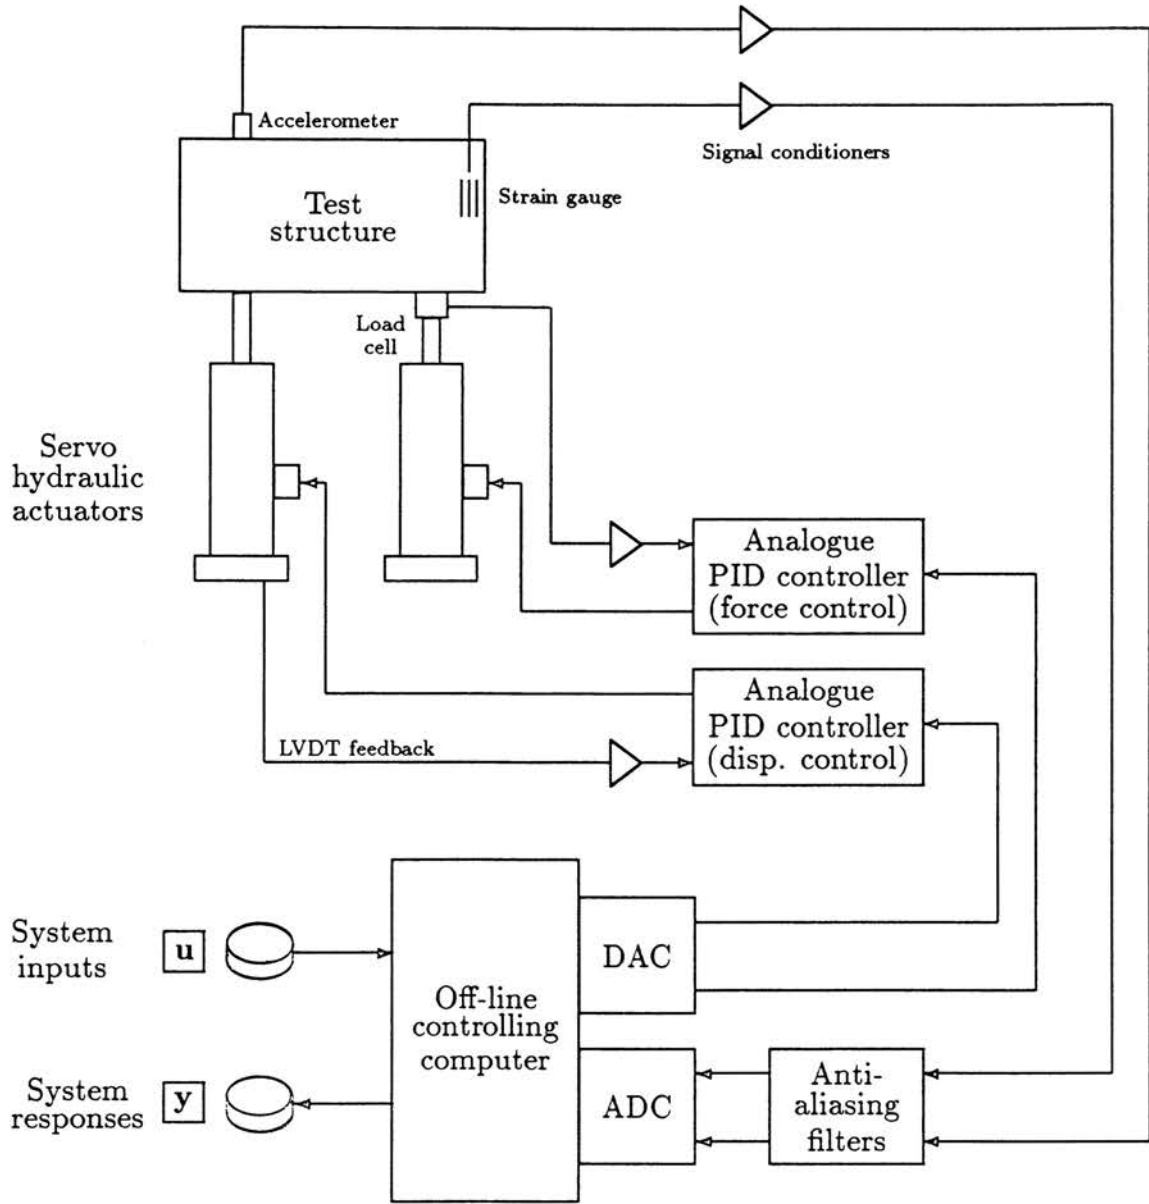 Accelerometer
Signal conditioners
Test
structure
Strain gauge
Load
cell
Servo
hydraulic
actuators
Analogue
PID controller
(force control)
Analogue
PID controller
(disp. control)
LVDT feedback
System
inputs
u
DAC
Off-line
controlling
computer
System
responses
y
ADC
Anti-
aliasing
filters